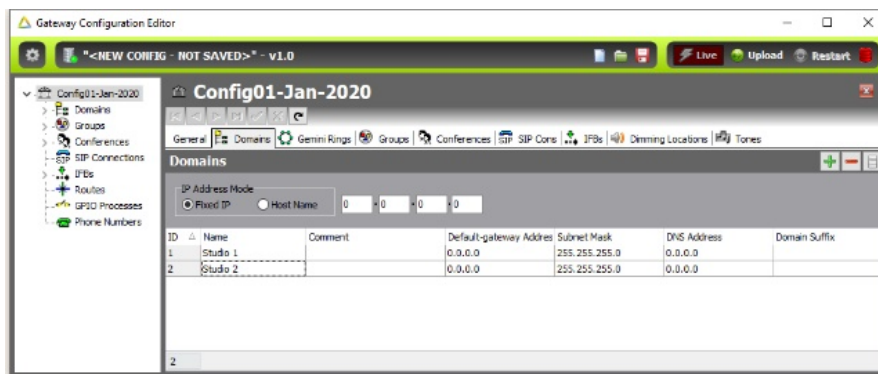 Gateway Configuration Editor
"<NEW CONFIG - NOT SAVED>" - v1.0
Live Upload Restart
Config01-Jan-2020
Domains
Groups
Conferences
SIP Connections
IFBs
Routes
GPIO Processes
Phone Numbers
Config01-Jan-2020
General Domains Gemini Rings Groups Conferences SIP Cons IFBs Dimming Locations Tones
Domains
IP Address Mode
Fixed IP Host Name 0 . 0 . 0 . 0
ID Name Comment Default-gateway Addres Subnet Mask DNS Address Domain Suffix
1 Studio 1 0.0.0.0 255.255.255.0 0.0.0.0
2 Studio 2 0.0.0.0 255.255.255.0 0.0.0.0
2